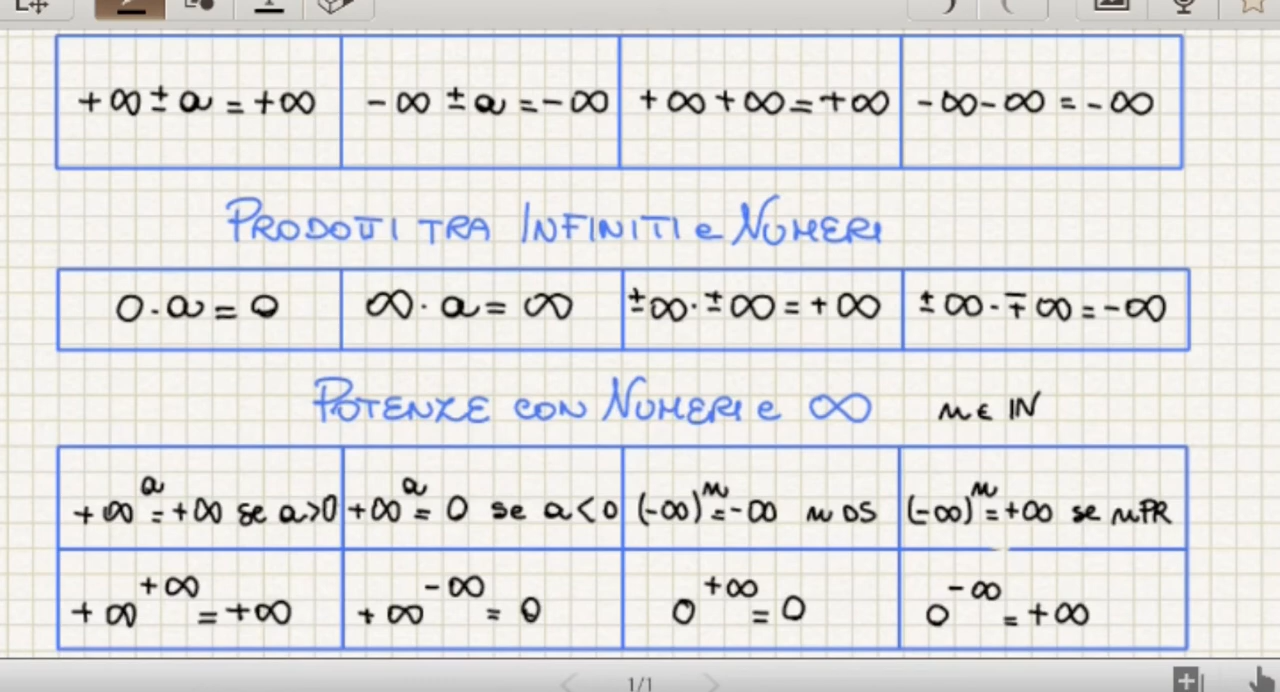 +∞ ± a = +∞
-∞ ± a = -∞
+∞ + ∞ = +∞
-∞ - ∞ = -∞
PRODOTTI TRA INFINITI e NUMERI
0 · a = 0
∞ · a = ∞
±∞ · ±∞ = +∞
±∞ · ∓∞ = -∞
POTENZE CON NUMERI e ∞ n ∈ IN
+∞^a = +∞ se a>0
+∞^a = 0 se a<0
(-∞)^n = -∞ n DS
(-∞)^n = +∞ se n PR
+∞^+∞ = +∞
+∞^-∞ = 0
0^+∞ = 0
0^-∞ = +∞
1/1